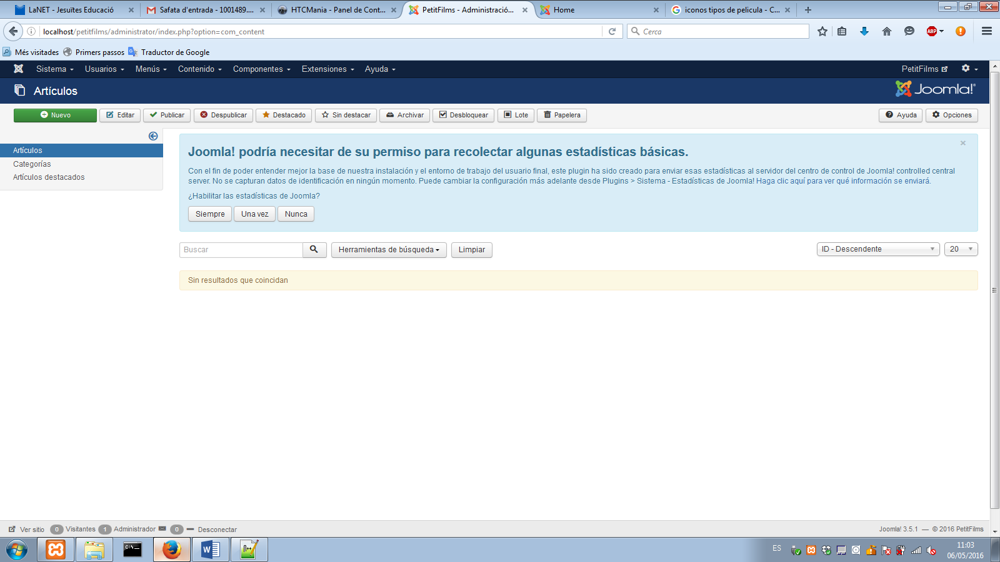 LaNET - Jesuïtes Educació
Safata d'entrada - 1001489....
HTCMania - Panel de Cont...
PetitFilms - Administració...
Home
iconos tipos de pelicula - C...
localhost/petitfilms/administrator/index.php?option=com_content
Cerca
ABP
Més visitades
Primers passos
Traductor de Google
Sistema
Usuarios
Menús
Contenido
Componentes
Extensiones
Ayuda
PetitFilms
Artículos
Joomla!
Nuevo
Editar
Publicar
Despublicar
Destacado
Sin destacar
Archivar
Desbloquear
Lote
Papelera
Ayuda
Opciones
Artículos
Categorías
Artículos destacados
Joomla! podría necesitar de su permiso para recolectar algunas estadísticas básicas.
Con el fin de poder entender mejor la base de nuestra instalación y el entorno de trabajo del usuario final, este plugin ha sido creado para enviar esas estadísticas al servidor del centro de control de Joomla! controlled central
server. No se capturan datos de identificación en ningún momento. Puede cambiar la configuración más adelante desde Plugins > Sistema - Estadísticas de Joomla! Haga clic aquí para ver qué información se enviará.
¿Habilitar las estadísticas de Joomla?
Siempre
Una vez
Nunca
Buscar
Herramientas de búsqueda
Limpiar
ID - Descendente
20
Sin resultados que coincidan
Ver sitio
0 Visitantes
1 Administrador
0
Desconectar
Joomla! 3.5.1 — © 2016 PetitFilms
ES
11:03
06/05/2016